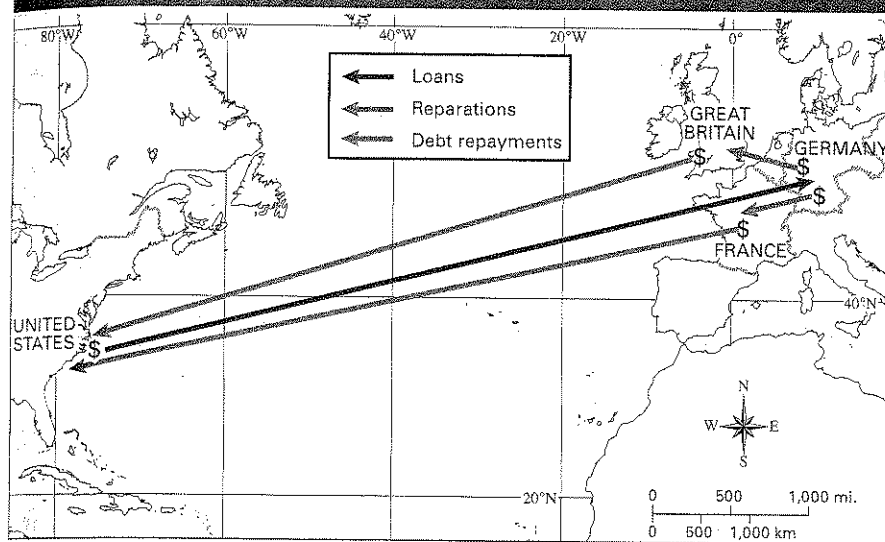 80°W
60°W
40°W
20°W
0°
Loans
Reparations
Debt repayments
GREAT
BRITAIN
GERMANY
$
$
$
$
FRANCE
UNITED
STATES
$
40°N
N
W
E
S
20°N
0 500 1,000 mi.
0 500 1,000 km